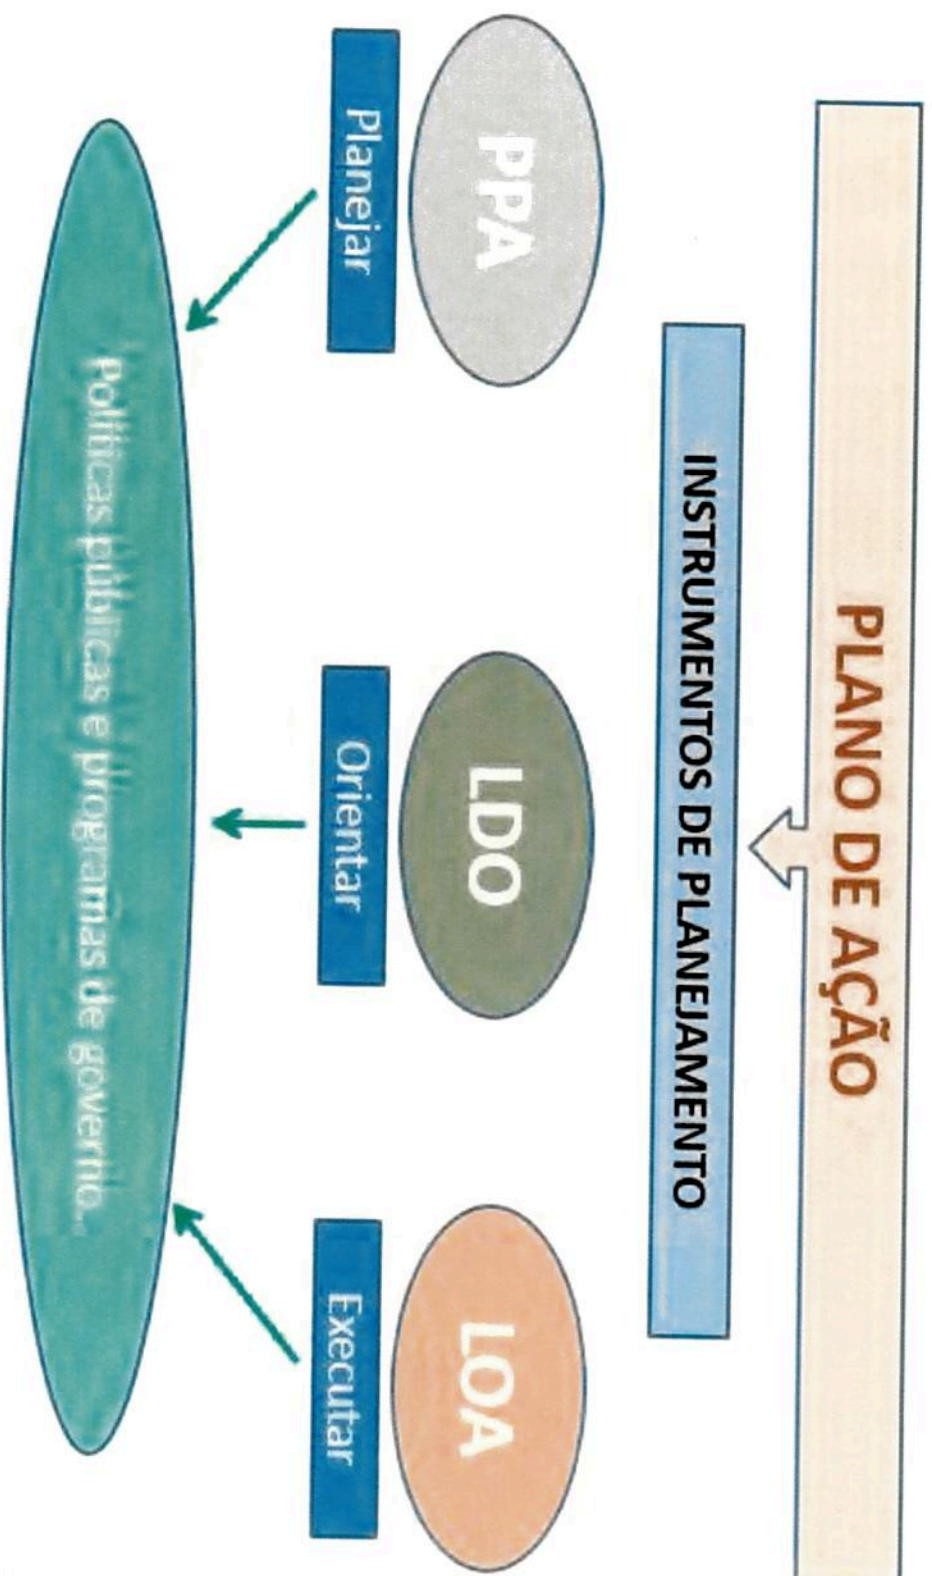 PLANO DE AÇÃO
INSTRUMENTOS DE PLANEJAMENTO
PPA
LDO
LOA
Planejar
Orientar
Executar
Políticas públicas e programas de governo.